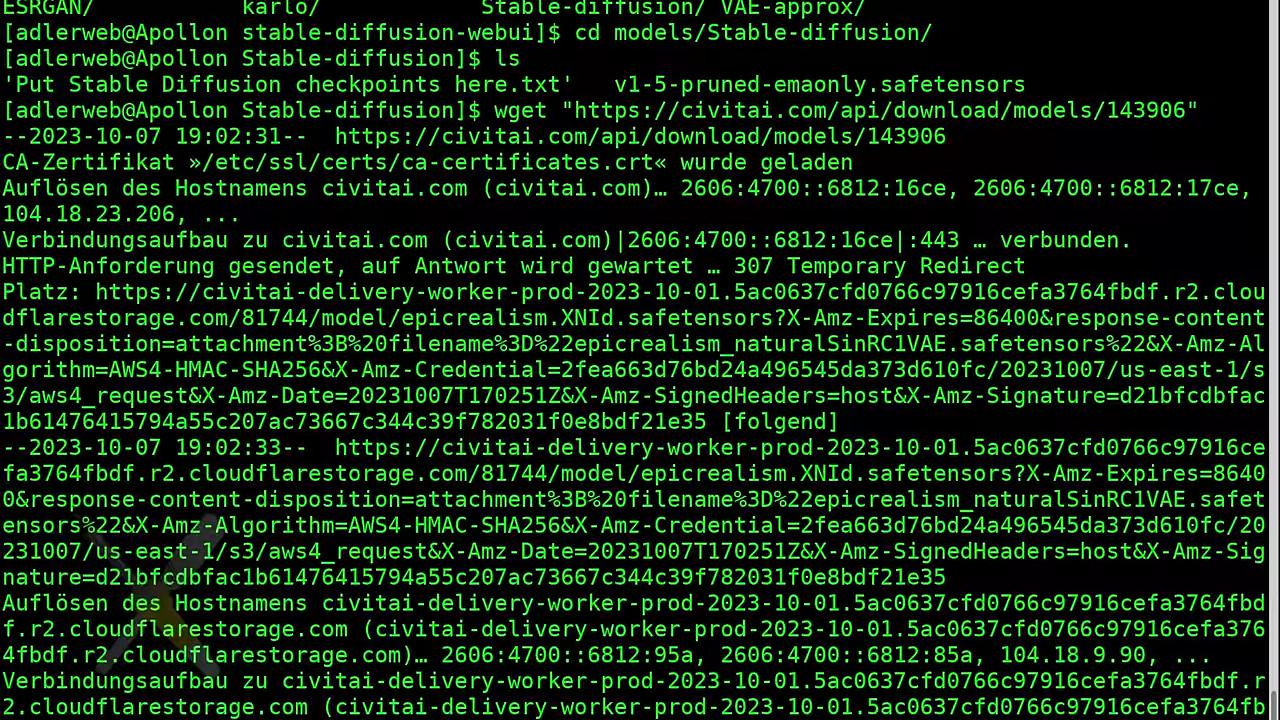 ESRGAN/ karlo/ Stable-diffusion/ VAE-approx/
[adlerweb@Apollon stable-diffusion-webui]$ cd models/Stable-diffusion/
[adlerweb@Apollon Stable-diffusion]$ ls
'Put Stable Diffusion checkpoints here.txt' v1-5-pruned-emaonly.safetensors
[adlerweb@Apollon Stable-diffusion]$ wget "https://civitai.com/api/download/models/143906"
--2023-10-07 19:02:31-- https://civitai.com/api/download/models/143906
CA-Zertifikat »/etc/ssl/certs/ca-certificates.crt« wurde geladen
Auflösen des Hostnamens civitai.com (civitai.com)… 2606:4700::6812:16ce, 2606:4700::6812:17ce,
104.18.23.206, ...
Verbindungsaufbau zu civitai.com (civitai.com)|2606:4700::6812:16ce|:443 … verbunden.
HTTP-Anforderung gesendet, auf Antwort wird gewartet … 307 Temporary Redirect
Platz: https://civitai-delivery-worker-prod-2023-10-01.5ac0637cfd0766c97916cefa3764fbdf.r2.clou
dflarestorage.com/81744/model/epicrealism.XNId.safetensors?X-Amz-Expires=86400&response-content
-disposition=attachment%3B%20filename%3D%22epicrealism_naturalSinRC1VAE.safetensors%22&X-Amz-Al
gorithm=AWS4-HMAC-SHA256&X-Amz-Credential=2fea663d76bd24a496545da373d610fc/20231007/us-east-1/s
3/aws4_request&X-Amz-Date=20231007T170251Z&X-Amz-SignedHeaders=host&X-Amz-Signature=d21bfcdbfac
1b61476415794a55c207ac73667c344c39f782031f0e8bdf21e35 [folgend]
--2023-10-07 19:02:33-- https://civitai-delivery-worker-prod-2023-10-01.5ac0637cfd0766c97916ce
fa3764fbdf.r2.cloudflarestorage.com/81744/model/epicrealism.XNId.safetensors?X-Amz-Expires=8640
0&response-content-disposition=attachment%3B%20filename%3D%22epicrealism_naturalSinRC1VAE.safet
ensors%22&X-Amz-Algorithm=AWS4-HMAC-SHA256&X-Amz-Credential=2fea663d76bd24a496545da373d610fc/20
231007/us-east-1/s3/aws4_request&X-Amz-Date=20231007T170251Z&X-Amz-SignedHeaders=host&X-Amz-Sig
nature=d21bfcdbfac1b61476415794a55c207ac73667c344c39f782031f0e8bdf21e35
Auflösen des Hostnamens civitai-delivery-worker-prod-2023-10-01.5ac0637cfd0766c97916cefa3764fbd
f.r2.cloudflarestorage.com (civitai-delivery-worker-prod-2023-10-01.5ac0637cfd0766c97916cefa376
4fbdf.r2.cloudflarestorage.com)… 2606:4700::6812:95a, 2606:4700::6812:85a, 104.18.9.90, ...
Verbindungsaufbau zu civitai-delivery-worker-prod-2023-10-01.5ac0637cfd0766c97916cefa3764fbdf.r
2.cloudflarestorage.com (civitai-delivery-worker-prod-2023-10-01.5ac0637cfd0766c97916cefa3764fb